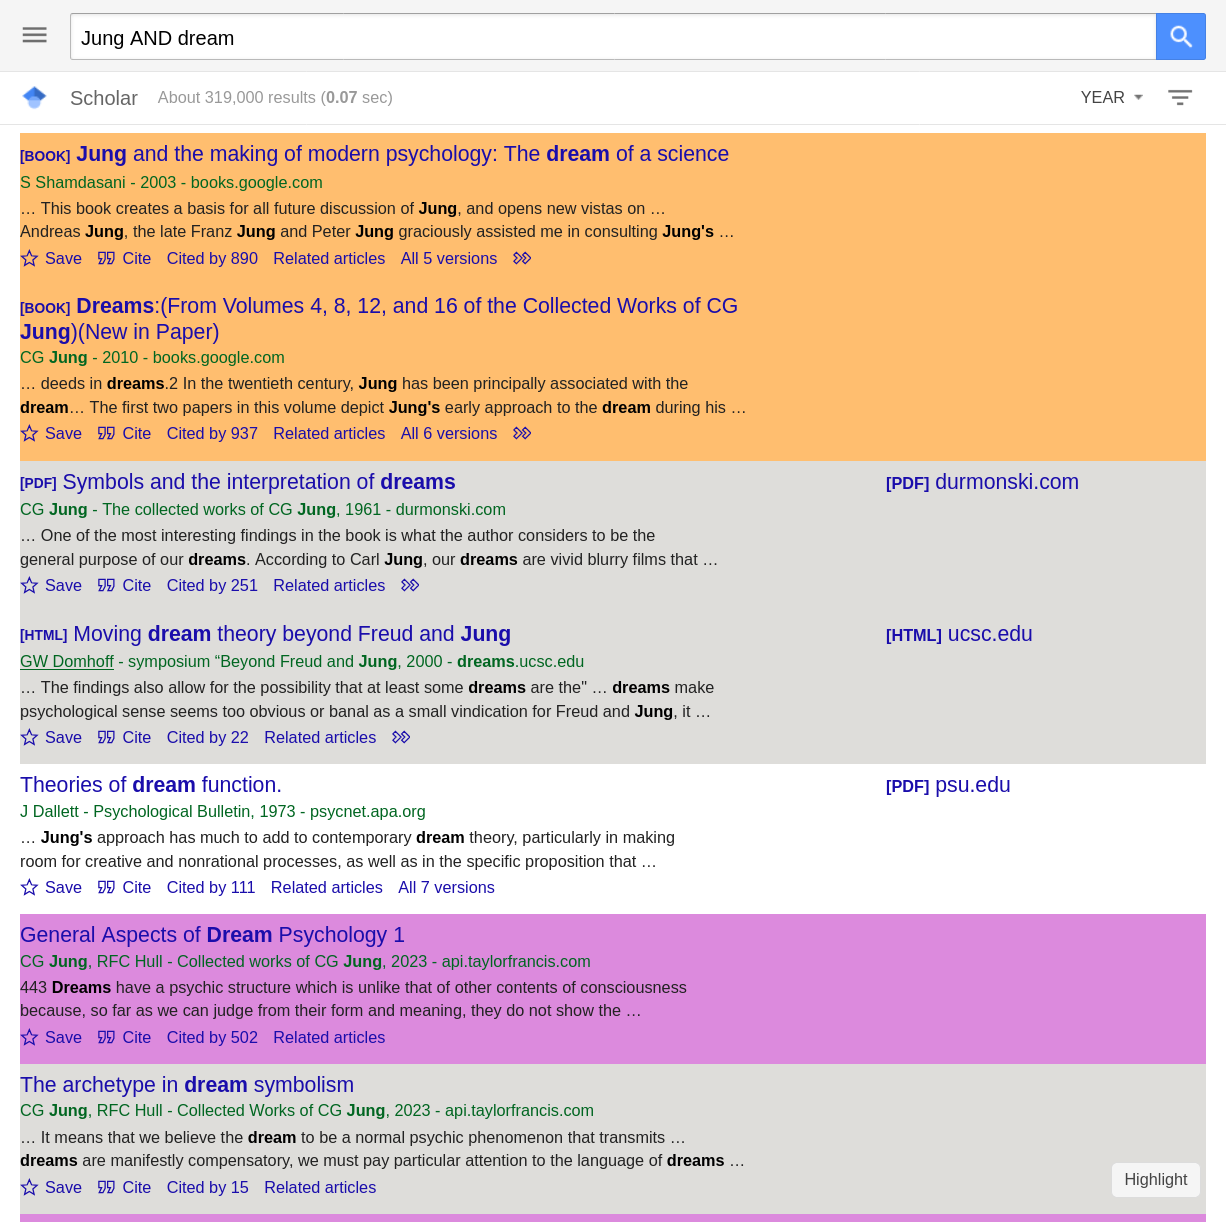 Jung AND dream
Scholar About 319,000 results (0.07 sec) YEAR
[BOOK] Jung and the making of modern psychology: The dream of a science
S Shamdasani - 2003 - books.google.com
… This book creates a basis for all future discussion of Jung, and opens new vistas on …
Andreas Jung, the late Franz Jung and Peter Jung graciously assisted me in consulting Jung's …
Save Cite Cited by 890 Related articles All 5 versions
[BOOK] Dreams:(From Volumes 4, 8, 12, and 16 of the Collected Works of CG
Jung)(New in Paper)
CG Jung - 2010 - books.google.com
… deeds in dreams.2 In the twentieth century, Jung has been principally associated with the
dream… The first two papers in this volume depict Jung's early approach to the dream during his …
Save Cite Cited by 937 Related articles All 6 versions
[PDF] Symbols and the interpretation of dreams [PDF] durmonski.com
CG Jung - The collected works of CG Jung, 1961 - durmonski.com
… One of the most interesting findings in the book is what the author considers to be the
general purpose of our dreams. According to Carl Jung, our dreams are vivid blurry films that …
Save Cite Cited by 251 Related articles
[HTML] Moving dream theory beyond Freud and Jung [HTML] ucsc.edu
GW Domhoff - symposium “Beyond Freud and Jung, 2000 - dreams.ucsc.edu
… The findings also allow for the possibility that at least some dreams are the" … dreams make
psychological sense seems too obvious or banal as a small vindication for Freud and Jung, it …
Save Cite Cited by 22 Related articles
Theories of dream function. [PDF] psu.edu
J Dallett - Psychological Bulletin, 1973 - psycnet.apa.org
… Jung's approach has much to add to contemporary dream theory, particularly in making
room for creative and nonrational processes, as well as in the specific proposition that …
Save Cite Cited by 111 Related articles All 7 versions
General Aspects of Dream Psychology 1
CG Jung, RFC Hull - Collected works of CG Jung, 2023 - api.taylorfrancis.com
443 Dreams have a psychic structure which is unlike that of other contents of consciousness
because, so far as we can judge from their form and meaning, they do not show the …
Save Cite Cited by 502 Related articles
The archetype in dream symbolism
CG Jung, RFC Hull - Collected Works of CG Jung, 2023 - api.taylorfrancis.com
… It means that we believe the dream to be a normal psychic phenomenon that transmits …
dreams are manifestly compensatory, we must pay particular attention to the language of dreams …
Save Cite Cited by 15 Related articles
Highlight